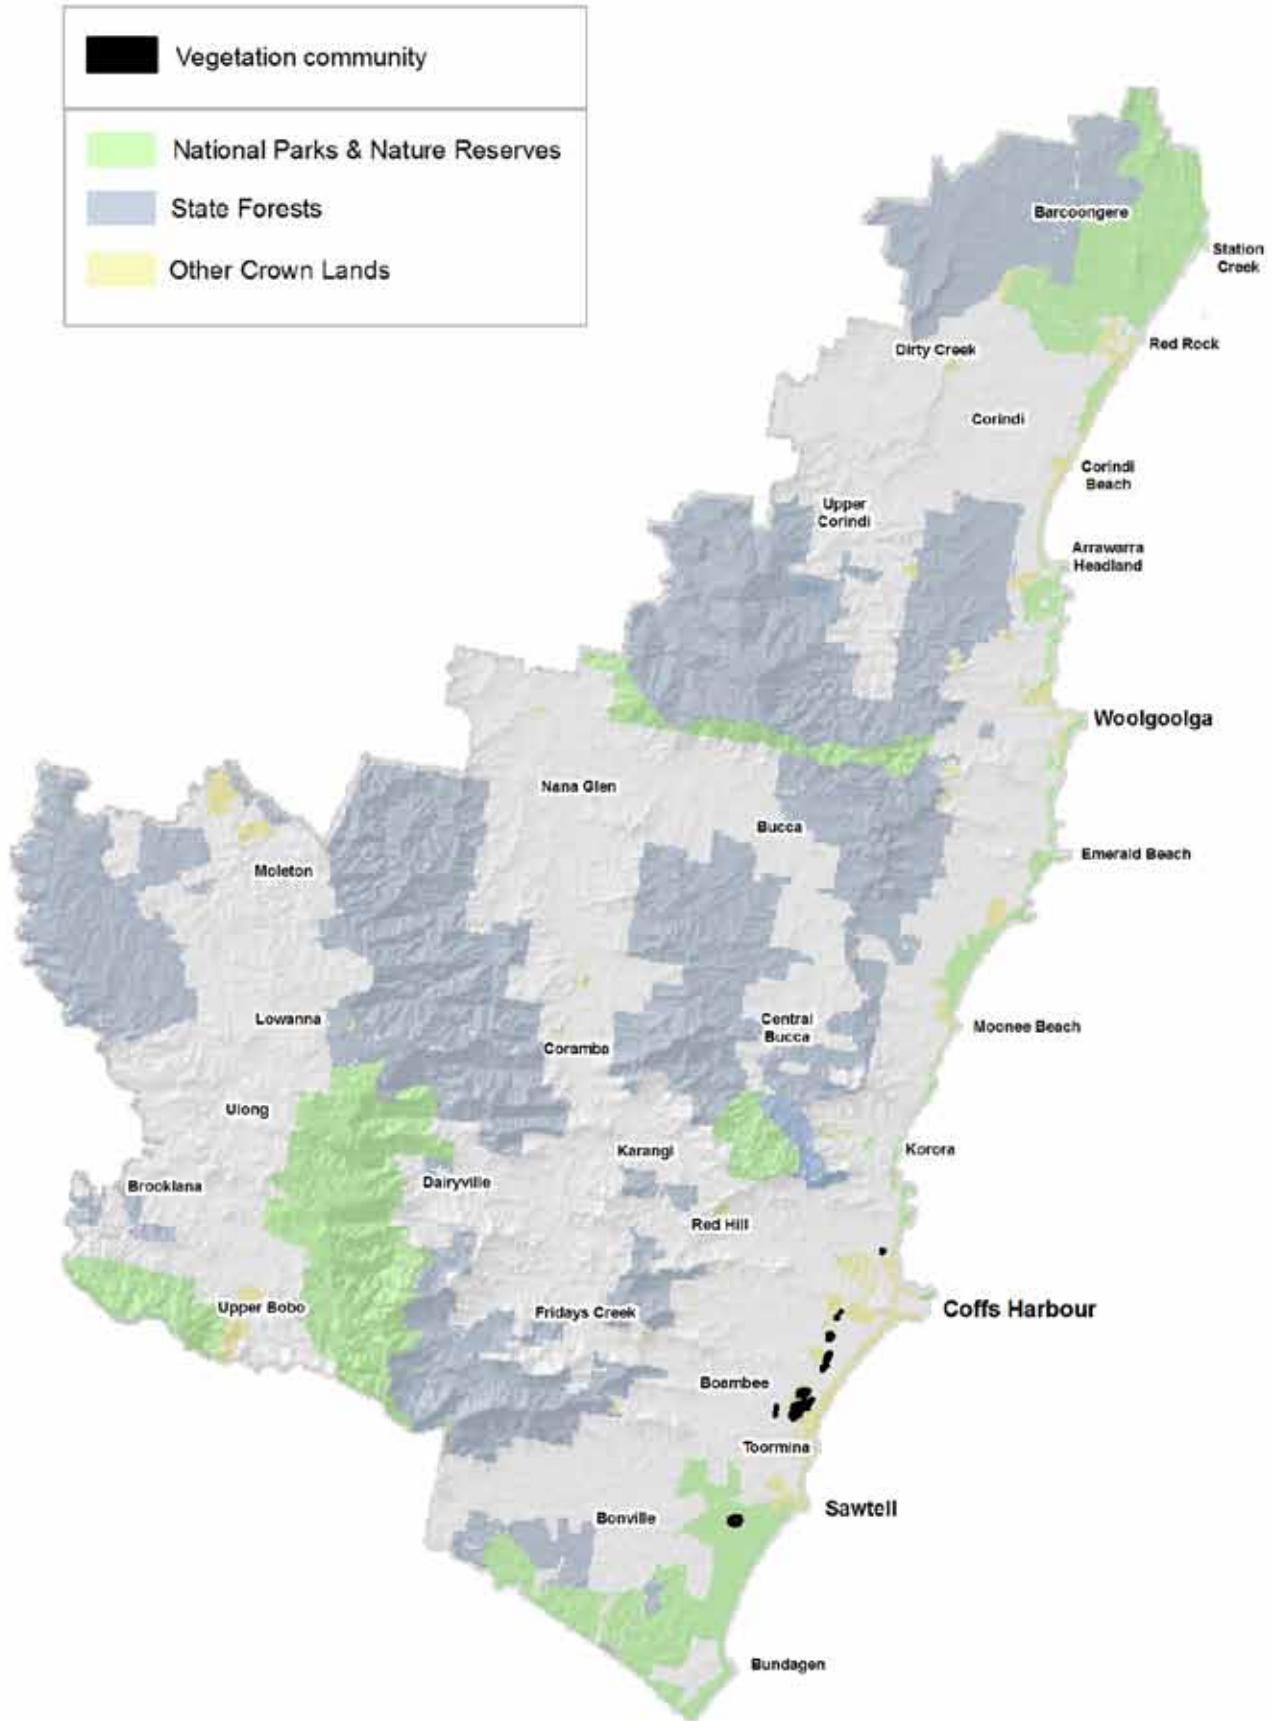 Vegetation community
National Parks & Nature Reserves
State Forests
Other Crown Lands
Barcoongere
Station
Creek
Red Rock
Dirty Creek
Corindi
Corindi
Beach
Upper
Corindi
Arrawarra
Headland
Woolgoolga
Nana Glen
Bucca
Emerald Beach
Moleton
Lowanna
Central
Bucca
Moonee Beach
Coramba
Ulong
Karangi
Korora
Brooklana
Dairyville
Red Hill
Upper Bobo
Fridays Creek
Coffs Harbour
Boambee
Toormina
Sawtell
Bonville
Bundagen